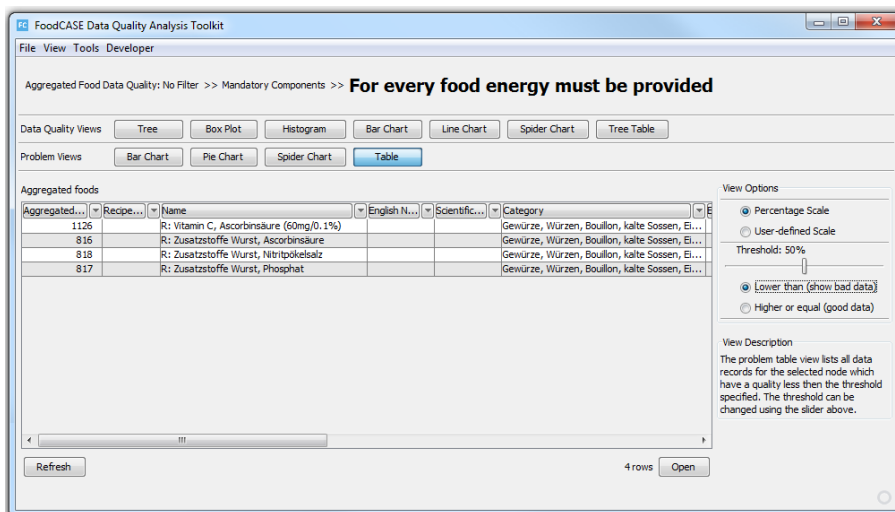 FC FoodCASE Data Quality Analysis Toolkit
File View Tools Developer
Aggregated Food Data Quality: No Filter >> Mandatory Components >> For every food energy must be provided
Data Quality Views Tree Box Plot Histogram Bar Chart Line Chart Spider Chart Tree Table
Problem Views Bar Chart Pie Chart Spider Chart Table
Aggregated foods
Aggregated... Recipe... Name English N... Scientific... Category E
1126 R: Vitamin C, Ascorbinsäure (60mg/0.1%) Gewürze, Würzen, Bouillon, kalte Sossen, Ei...
816 R: Zusatzstoffe Wurst, Ascorbinsäure Gewürze, Würzen, Bouillon, kalte Sossen, Ei...
818 R: Zusatzstoffe Wurst, Nitritpökelsalz Gewürze, Würzen, Bouillon, kalte Sossen, Ei...
817 R: Zusatzstoffe Wurst, Phosphat Gewürze, Würzen, Bouillon, kalte Sossen, Ei...
Refresh 4 rows Open
View Options
Percentage Scale
User-defined Scale
Threshold: 50%
Lower than (show bad data)
Higher or equal (good data)
View Description
The problem table view lists all data
records for the selected node which
have a quality less then the threshold
specified. The threshold can be
changed using the slider above.